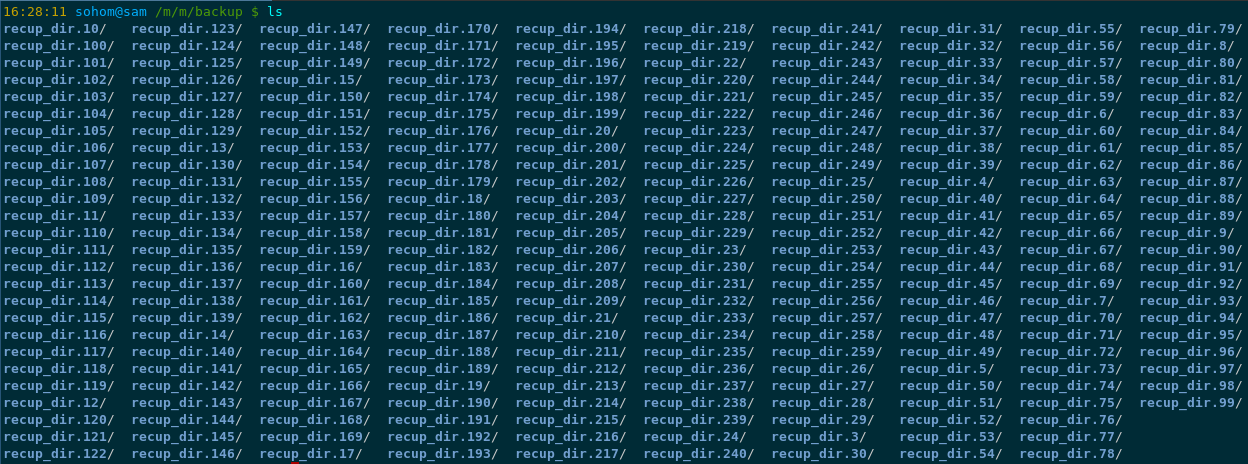 16:28:11 sohom@sam /m/m/backup $ ls
recup_dir.10/ recup_dir.123/ recup_dir.147/ recup_dir.170/ recup_dir.194/ recup_dir.218/ recup_dir.241/ recup_dir.31/ recup_dir.55/ recup_dir.79/
recup_dir.100/ recup_dir.124/ recup_dir.148/ recup_dir.171/ recup_dir.195/ recup_dir.219/ recup_dir.242/ recup_dir.32/ recup_dir.56/ recup_dir.8/
recup_dir.101/ recup_dir.125/ recup_dir.149/ recup_dir.172/ recup_dir.196/ recup_dir.22/ recup_dir.243/ recup_dir.33/ recup_dir.57/ recup_dir.80/
recup_dir.102/ recup_dir.126/ recup_dir.15/ recup_dir.173/ recup_dir.197/ recup_dir.220/ recup_dir.244/ recup_dir.34/ recup_dir.58/ recup_dir.81/
recup_dir.103/ recup_dir.127/ recup_dir.150/ recup_dir.174/ recup_dir.198/ recup_dir.221/ recup_dir.245/ recup_dir.35/ recup_dir.59/ recup_dir.82/
recup_dir.104/ recup_dir.128/ recup_dir.151/ recup_dir.175/ recup_dir.199/ recup_dir.222/ recup_dir.246/ recup_dir.36/ recup_dir.6/ recup_dir.83/
recup_dir.105/ recup_dir.129/ recup_dir.152/ recup_dir.176/ recup_dir.20/ recup_dir.223/ recup_dir.247/ recup_dir.37/ recup_dir.60/ recup_dir.84/
recup_dir.106/ recup_dir.13/ recup_dir.153/ recup_dir.177/ recup_dir.200/ recup_dir.224/ recup_dir.248/ recup_dir.38/ recup_dir.61/ recup_dir.85/
recup_dir.107/ recup_dir.130/ recup_dir.154/ recup_dir.178/ recup_dir.201/ recup_dir.225/ recup_dir.249/ recup_dir.39/ recup_dir.62/ recup_dir.86/
recup_dir.108/ recup_dir.131/ recup_dir.155/ recup_dir.179/ recup_dir.202/ recup_dir.226/ recup_dir.25/ recup_dir.4/ recup_dir.63/ recup_dir.87/
recup_dir.109/ recup_dir.132/ recup_dir.156/ recup_dir.18/ recup_dir.203/ recup_dir.227/ recup_dir.250/ recup_dir.40/ recup_dir.64/ recup_dir.88/
recup_dir.11/ recup_dir.133/ recup_dir.157/ recup_dir.180/ recup_dir.204/ recup_dir.228/ recup_dir.251/ recup_dir.41/ recup_dir.65/ recup_dir.89/
recup_dir.110/ recup_dir.134/ recup_dir.158/ recup_dir.181/ recup_dir.205/ recup_dir.229/ recup_dir.252/ recup_dir.42/ recup_dir.66/ recup_dir.9/
recup_dir.111/ recup_dir.135/ recup_dir.159/ recup_dir.182/ recup_dir.206/ recup_dir.23/ recup_dir.253/ recup_dir.43/ recup_dir.67/ recup_dir.90/
recup_dir.112/ recup_dir.136/ recup_dir.16/ recup_dir.183/ recup_dir.207/ recup_dir.230/ recup_dir.254/ recup_dir.44/ recup_dir.68/ recup_dir.91/
recup_dir.113/ recup_dir.137/ recup_dir.160/ recup_dir.184/ recup_dir.208/ recup_dir.231/ recup_dir.255/ recup_dir.45/ recup_dir.69/ recup_dir.92/
recup_dir.114/ recup_dir.138/ recup_dir.161/ recup_dir.185/ recup_dir.209/ recup_dir.232/ recup_dir.256/ recup_dir.46/ recup_dir.7/ recup_dir.93/
recup_dir.115/ recup_dir.139/ recup_dir.162/ recup_dir.186/ recup_dir.21/ recup_dir.233/ recup_dir.257/ recup_dir.47/ recup_dir.70/ recup_dir.94/
recup_dir.116/ recup_dir.14/ recup_dir.163/ recup_dir.187/ recup_dir.210/ recup_dir.234/ recup_dir.258/ recup_dir.48/ recup_dir.71/ recup_dir.95/
recup_dir.117/ recup_dir.140/ recup_dir.164/ recup_dir.188/ recup_dir.211/ recup_dir.235/ recup_dir.259/ recup_dir.49/ recup_dir.72/ recup_dir.96/
recup_dir.118/ recup_dir.141/ recup_dir.165/ recup_dir.189/ recup_dir.212/ recup_dir.236/ recup_dir.26/ recup_dir.5/ recup_dir.73/ recup_dir.97/
recup_dir.119/ recup_dir.142/ recup_dir.166/ recup_dir.19/ recup_dir.213/ recup_dir.237/ recup_dir.27/ recup_dir.50/ recup_dir.74/ recup_dir.98/
recup_dir.12/ recup_dir.143/ recup_dir.167/ recup_dir.190/ recup_dir.214/ recup_dir.238/ recup_dir.28/ recup_dir.51/ recup_dir.75/ recup_dir.99/
recup_dir.120/ recup_dir.144/ recup_dir.168/ recup_dir.191/ recup_dir.215/ recup_dir.239/ recup_dir.29/ recup_dir.52/ recup_dir.76/
recup_dir.121/ recup_dir.145/ recup_dir.169/ recup_dir.192/ recup_dir.216/ recup_dir.24/ recup_dir.3/ recup_dir.53/ recup_dir.77/
recup_dir.122/ recup_dir.146/ recup_dir.17/ recup_dir.193/ recup_dir.217/ recup_dir.240/ recup_dir.30/ recup_dir.54/ recup_dir.78/